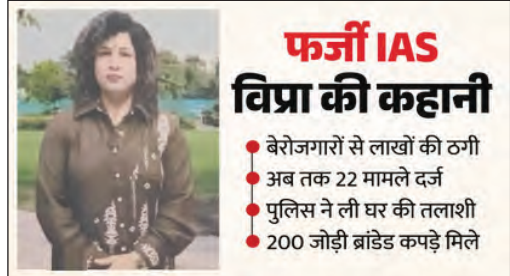 फर्जी IAS
विप्रा की कहानी
बेरोजगारों से लाखों की ठगी
अब तक 22 मामले दर्ज
पुलिस ने ली घर की तलाशी
200 जोड़ी ब्रांडेड कपड़े मिले